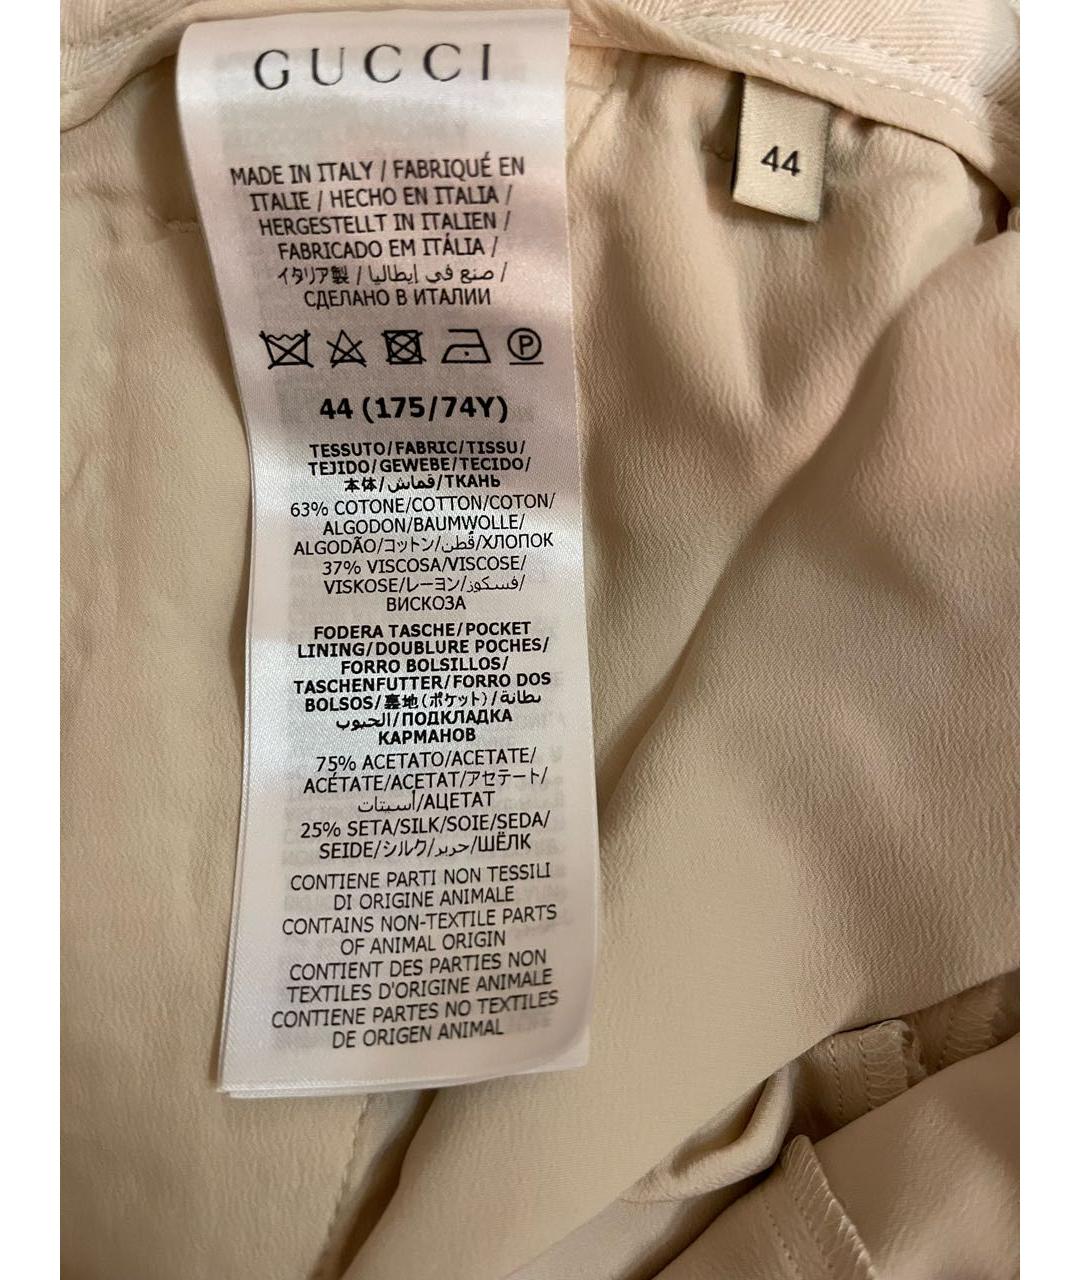 GUCCI
44
MADE IN ITALY / FABRIQUÉ EN
ITALIE / HECHO EN ITALIA /
HERGESTELLT IN ITALIEN /
FABRICADO EM ITÁLIA /
イタリア製 / صنع في إيطاليا /
СДЕЛАНО В ИТАЛИИ
P
44 (175/74Y)
TESSUTO/FABRIC/TISSU/
TEJIDO/GEWEBE/TECIDO/
本体/قماش/ТКАНЬ
63% COTONE/COTTON/COTON/
ALGODON/BAUMWOLLE/
ALGODÃO/コットン/قطن/ХЛОПОК
37% VISCOSA/VISCOSE/
VISKOSE/レーヨン/فسكوز/
ВИСКОЗА
FODERA TASCHE/POCKET
LINING/DOUBLURE POCHES/
FORRO BOLSILLOS/
TASCHENFUTTER/FORRO DOS
BOLSOS/裏地(ポケット)/بطانة
الجيوب/ПОДКЛАДКА
КАРМАНОВ
75% ACETATO/ACETATE/
ACÉTATE/ACETAT/アセテート/
أسيتات/АЦЕТАТ
25% SETA/SILK/SOIE/SEDA/
SEIDE/シルク/حرير/ШЁЛК
CONTIENE PARTI NON TESSILI
DI ORIGINE ANIMALE
CONTAINS NON-TEXTILE PARTS
OF ANIMAL ORIGIN
CONTIENT DES PARTIES NON
TEXTILES D'ORIGINE ANIMALE
CONTIENE PARTES NO TEXTILES
DE ORIGEN ANIMAL